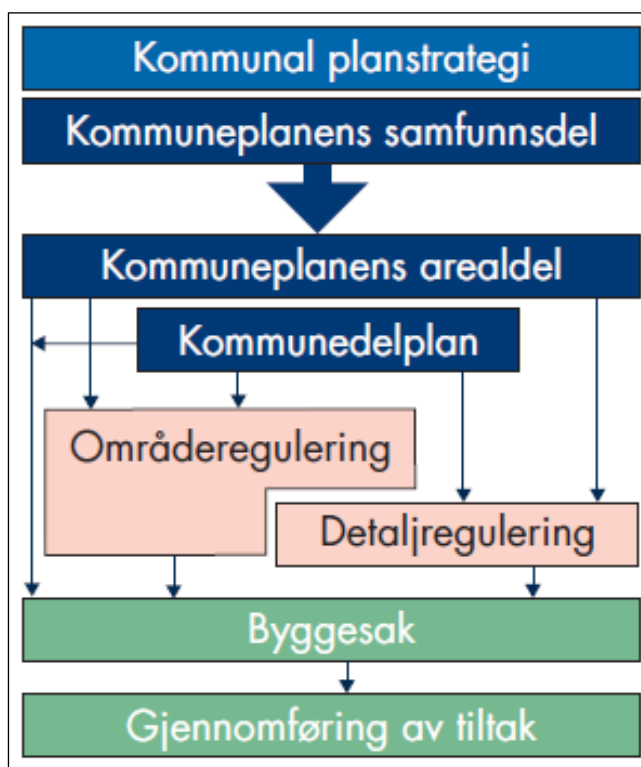 Kommunal planstrategi
Kommuneplanens samfunnsdel
Kommuneplanens arealdel
Kommunedelplan
Områderegulering
Detaljregulering
Byggesak
Gjennomføring av tiltak